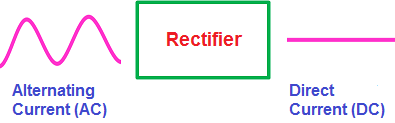 Rectifier
Alternating
Current (AC)
Direct
Current (DC)